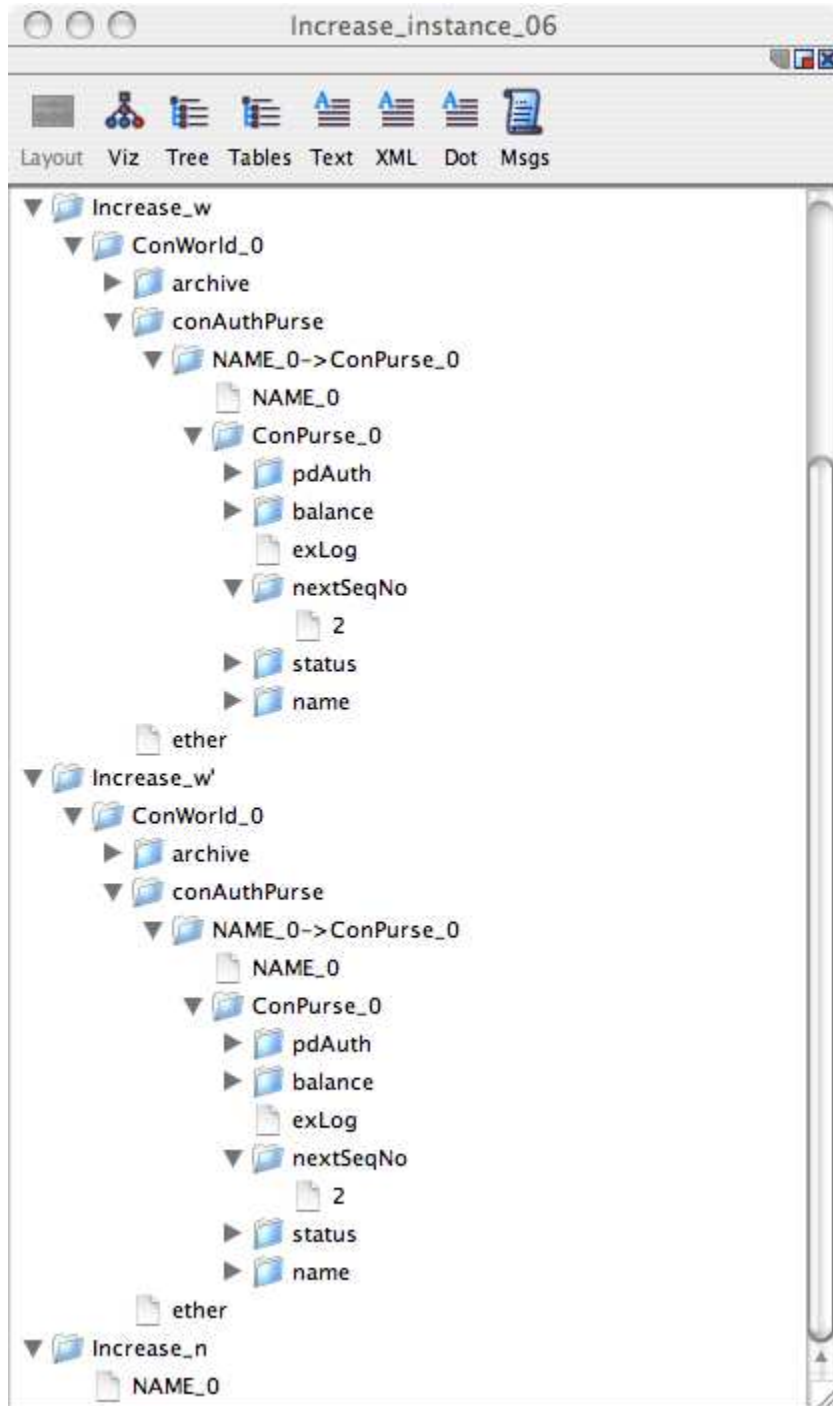 Increase_instance_06
Layout Viz Tree Tables Text XML Dot Msgs
Increase_w
ConWorld_0
archive
conAuthPurse
NAME_0->ConPurse_0
NAME_0
ConPurse_0
pdAuth
balance
exLog
nextSeqNo
2
status
name
ether
Increase_w'
ConWorld_0
archive
conAuthPurse
NAME_0->ConPurse_0
NAME_0
ConPurse_0
pdAuth
balance
exLog
nextSeqNo
2
status
name
ether
Increase_n
NAME_0